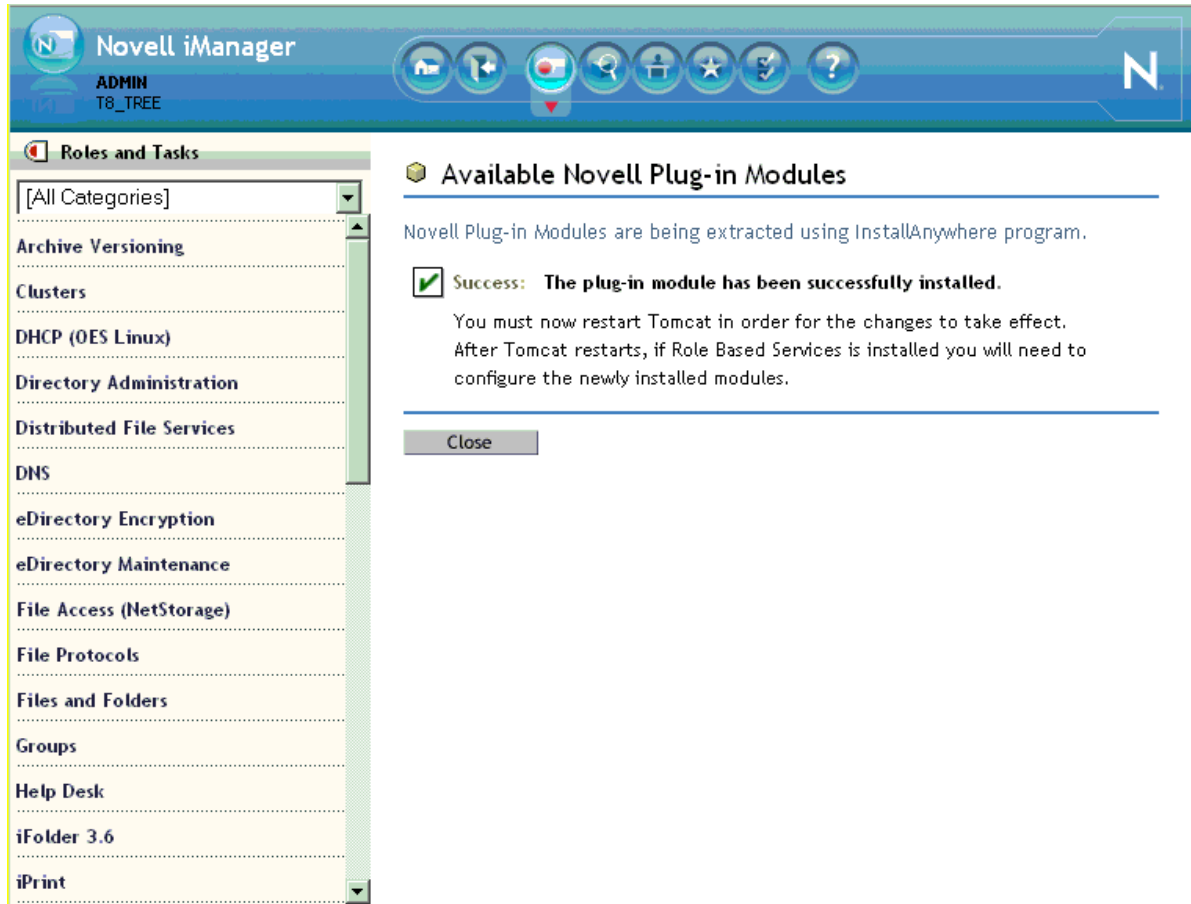 Novell iManager
ADMIN
T8_TREE
N
N
?
Roles and Tasks
[All Categories]
Archive Versioning
Clusters
DHCP (OES Linux)
Directory Administration
Distributed File Services
DNS
eDirectory Encryption
eDirectory Maintenance
File Access (NetStorage)
File Protocols
Files and Folders
Groups
Help Desk
iFolder 3.6
iPrint
Available Novell Plug-in Modules
Novell Plug-in Modules are being extracted using InstallAnywhere program.
Success: The plug-in module has been successfully installed.
You must now restart Tomcat in order for the changes to take effect.
After Tomcat restarts, if Role Based Services is installed you will need to
configure the newly installed modules.
Close